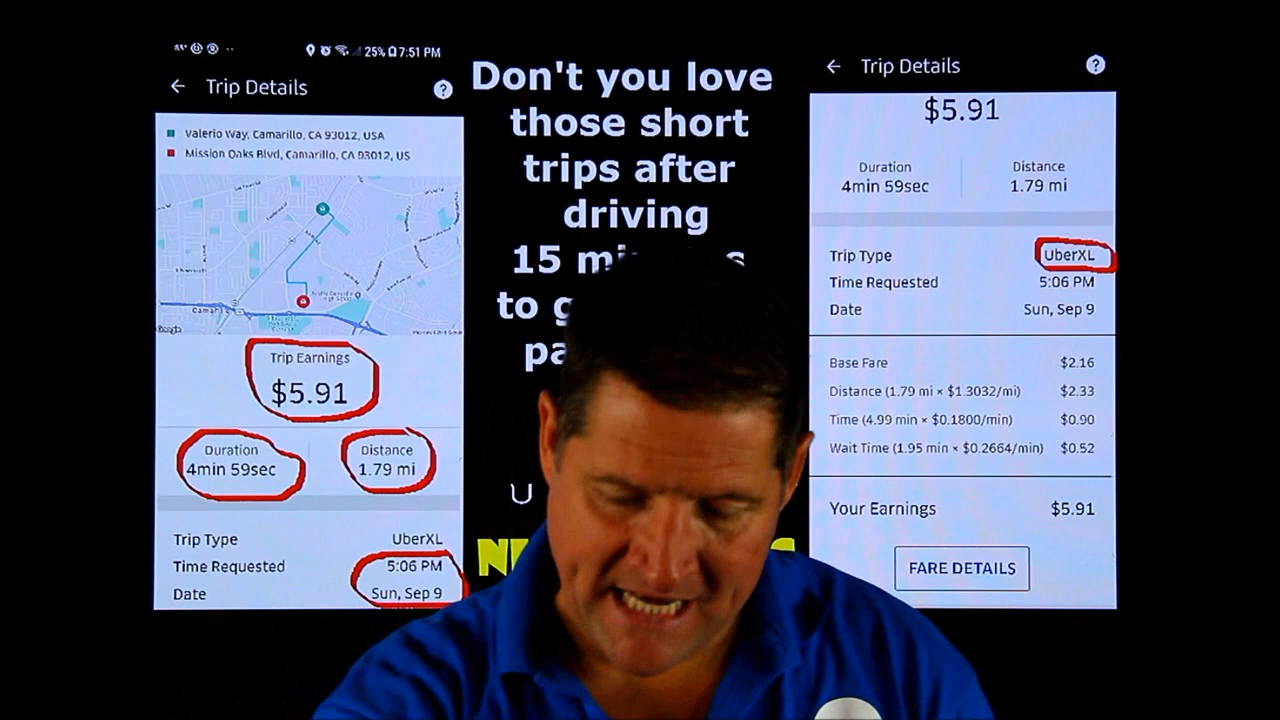 25% 7:51 PM
Trip Details
?
Valerio Way, Camarillo, CA 93012, USA
Mission Oaks Blvd, Camarillo, CA 93012, US
Google
Trip Earnings
$5.91
Duration
4min 59sec
Distance
1.79 mi
Trip Type UberXL
Time Requested 5:06 PM
Date Sun, Sep 9
Don't you love
those short
trips after
driving
15
to
U
Trip Details
?
$5.91
Duration
4min 59sec
Distance
1.79 mi
Trip Type UberXL
Time Requested 5:06 PM
Date Sun, Sep 9
Base Fare $2.16
Distance (1.79 mi × $1.3032/mi) $2.33
Time (4.99 min × $0.1800/min) $0.90
Wait Time (1.95 min × $0.2664/min) $0.52
Your Earnings $5.91
FARE DETAILS